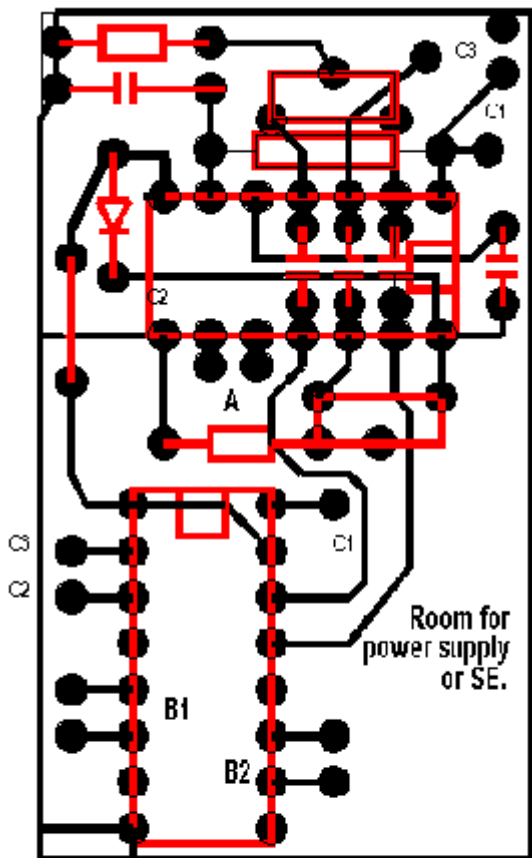 C3
C1
C2
A
C3
C1
C2
Room for
power supply
or SE.
B1
B2